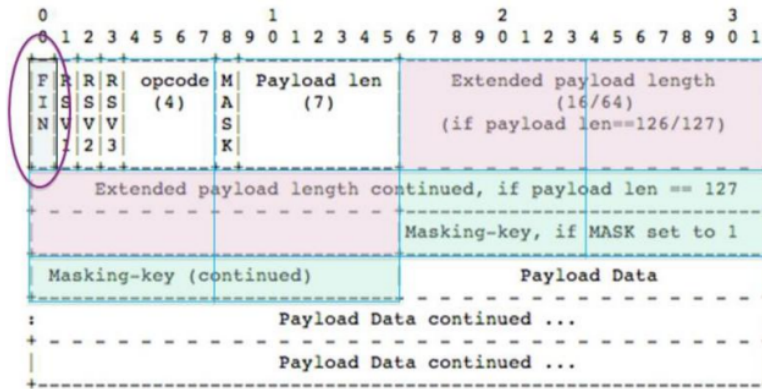 0 1 2 3
0 1 2 3 4 5 6 7 8 9 0 1 2 3 4 5 6 7 8 9 0 1 2 3 4 5 6 7 8 9 0 1
F R R R opcode M Payload len Extended payload length
I S S S (4) A (7) (16/64)
N V V V S (if payload len==126/127)
1 2 3 K
Extended payload length continued, if payload len == 127
Masking-key, if MASK set to 1
Masking-key (continued) Payload Data
: Payload Data continued ...
Payload Data continued ...